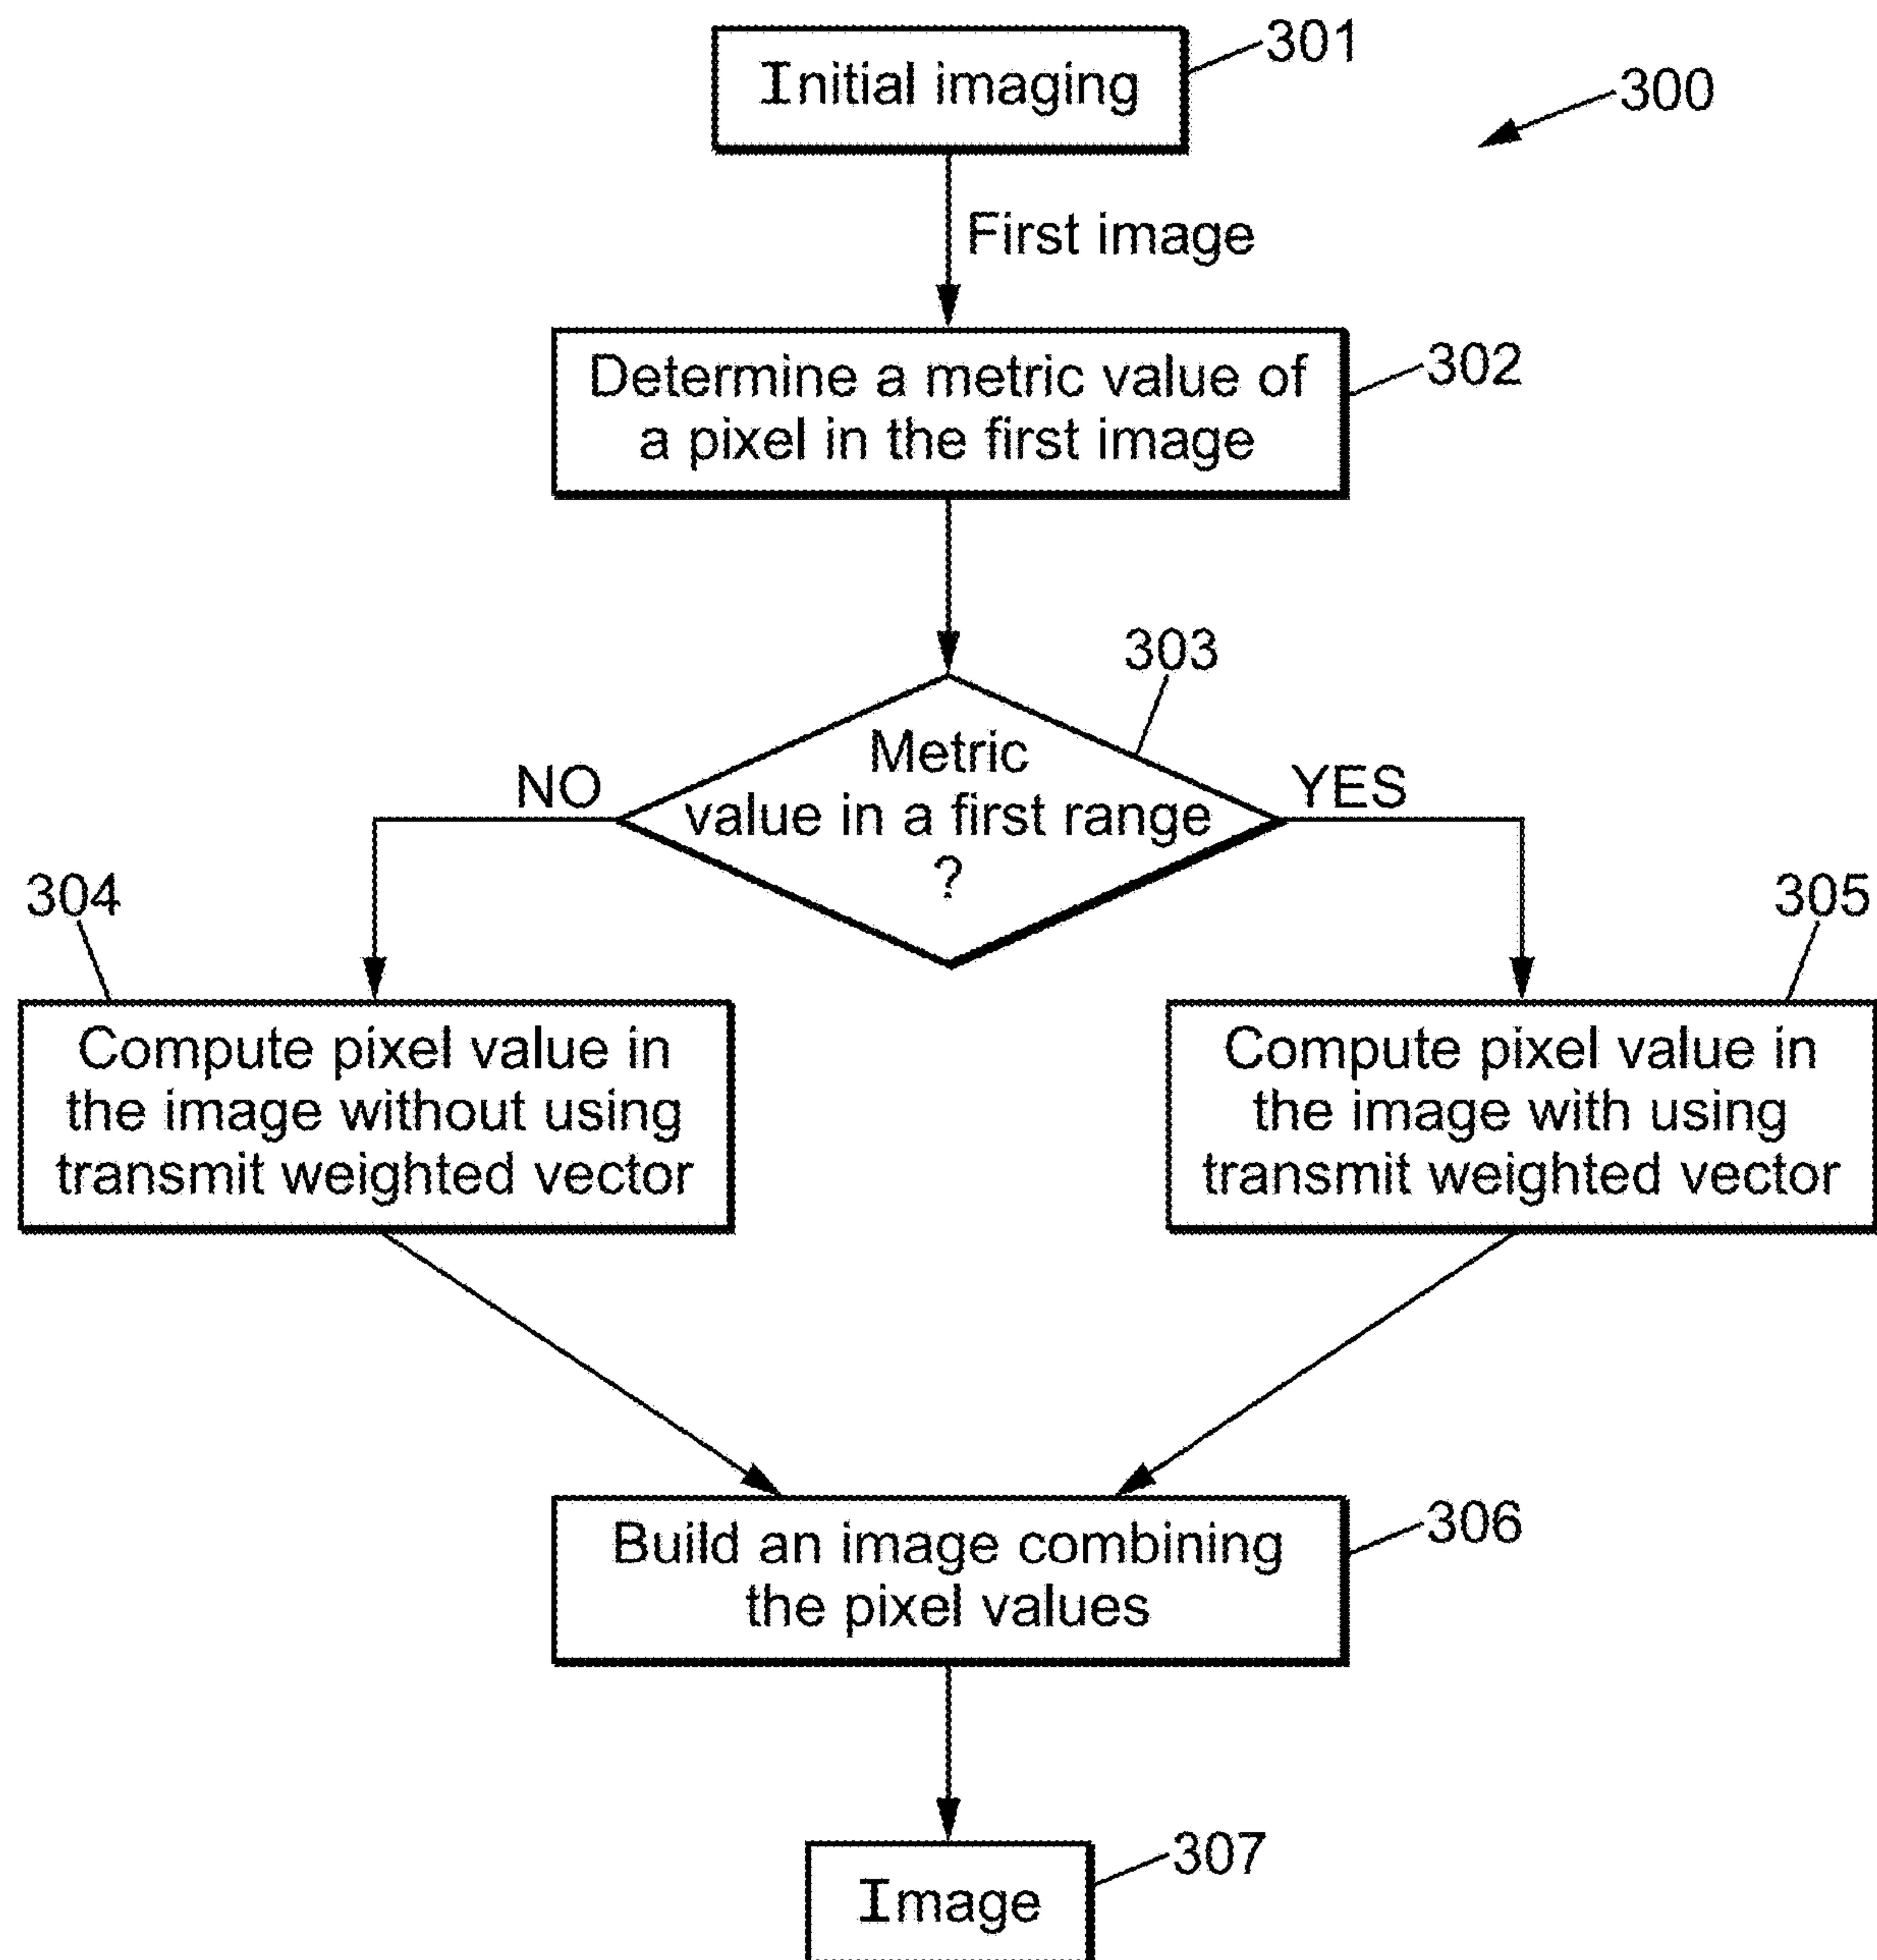 Initial imaging
301
300
First image
Determine a metric value of
a pixel in the first image
302
303
Metric
value in a first range
?
NO
YES
304
305
Compute pixel value in
the image without using
transmit weighted vector
Compute pixel value in
the image with using
transmit weighted vector
Build an image combining
the pixel values
306
307
Image